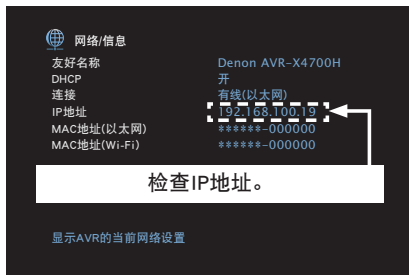 网络/信息
友好名称 Denon AVR-X4700H
DHCP 开
连接 有线(以太网)
IP地址 192.168.100.19
MAC地址(以太网) ******-000000
MAC地址(Wi-Fi) ******-000000
检查IP地址。
显示AVR的当前网络设置